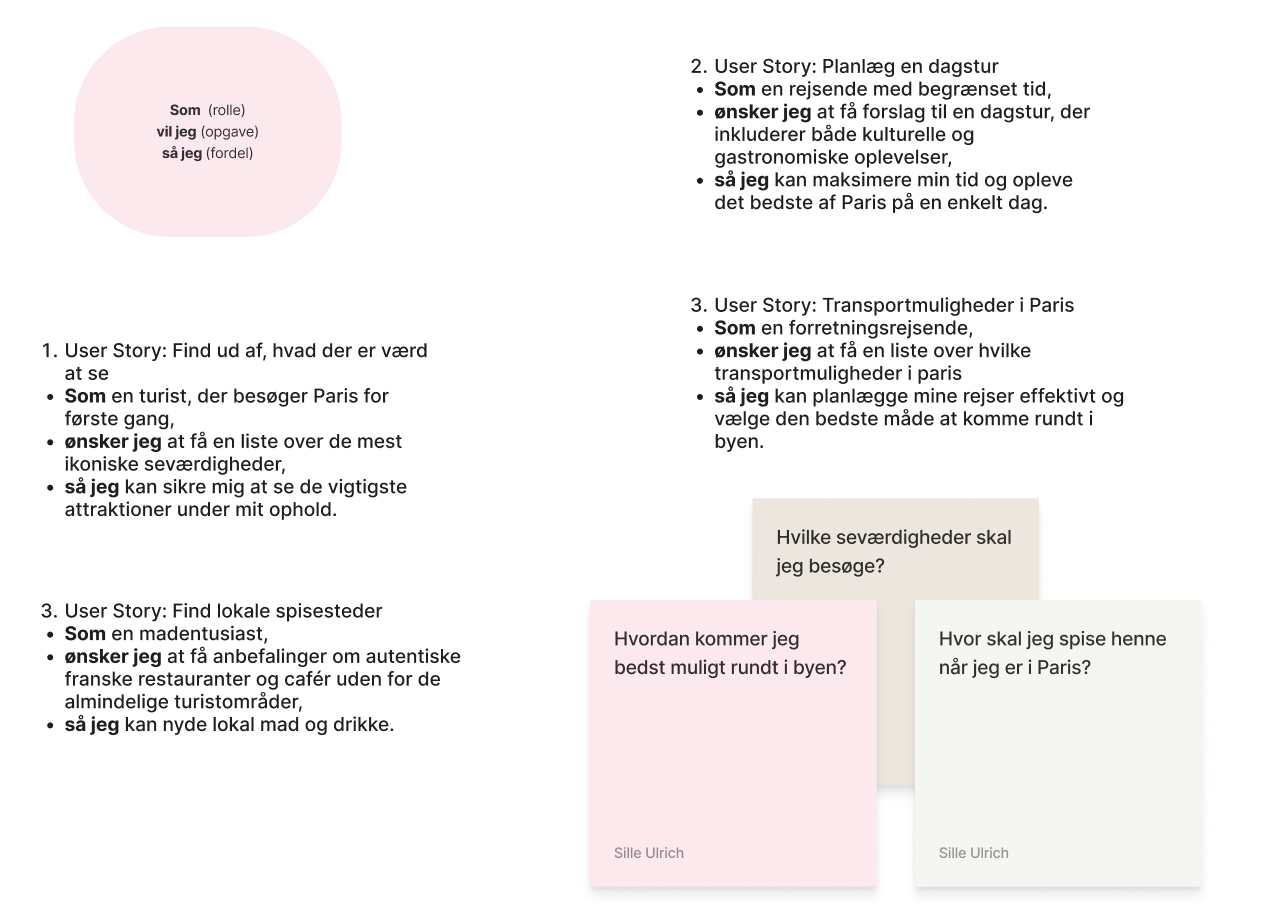 Som (rolle)
vil jeg (opgave)
så jeg (fordel)
1. User Story: Find ud af, hvad der er værd
at se
• Som en turist, der besøger Paris for
første gang,
• ønsker jeg at få en liste over de mest
ikoniske seværdigheder,
• så jeg kan sikre mig at se de vigtigste
attraktioner under mit ophold.
3. User Story: Find lokale spisesteder
• Som en madentusiast,
• ønsker jeg at få anbefalinger om autentiske
franske restauranter og cafér uden for de
almindelige turistområder,
• så jeg kan nyde lokal mad og drikke.
2. User Story: Planlæg en dagstur
• Som en rejsende med begrænset tid,
• ønsker jeg at få forslag til en dagstur, der
inkluderer både kulturelle og
gastronomiske oplevelser,
• så jeg kan maksimere min tid og opleve
det bedste af Paris på en enkelt dag.
3. User Story: Transportmuligheder i Paris
• Som en forretningsrejsende,
• ønsker jeg at få en liste over hvilke
transportmuligheder i paris
• så jeg kan planlægge mine rejser effektivt og
vælge den bedste måde at komme rundt i
byen.
Hvilke seværdigheder skal
jeg besøge?
Hvordan kommer jeg
bedst muligt rundt i byen?
Sille Ulrich
Hvor skal jeg spise henne
når jeg er i Paris?
Sille Ulrich